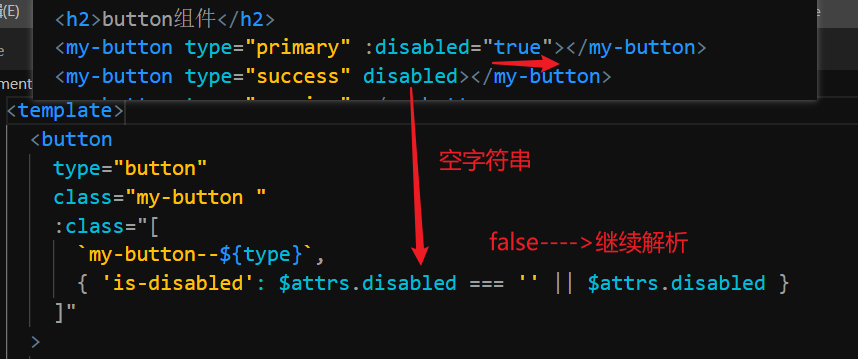 (E)
e
e
ment
<h2>button组件</h2>
<my-button type="primary" :disabled="true"></my-button>
<my-button type="success" disabled></my-button>
<template>
<button
type="button"
class="my-button "
:class="[
`my-button--${type}`,
{ 'is-disabled': $attrs.disabled === '' || $attrs.disabled }
]"
>
空字符串
false---->继续解析